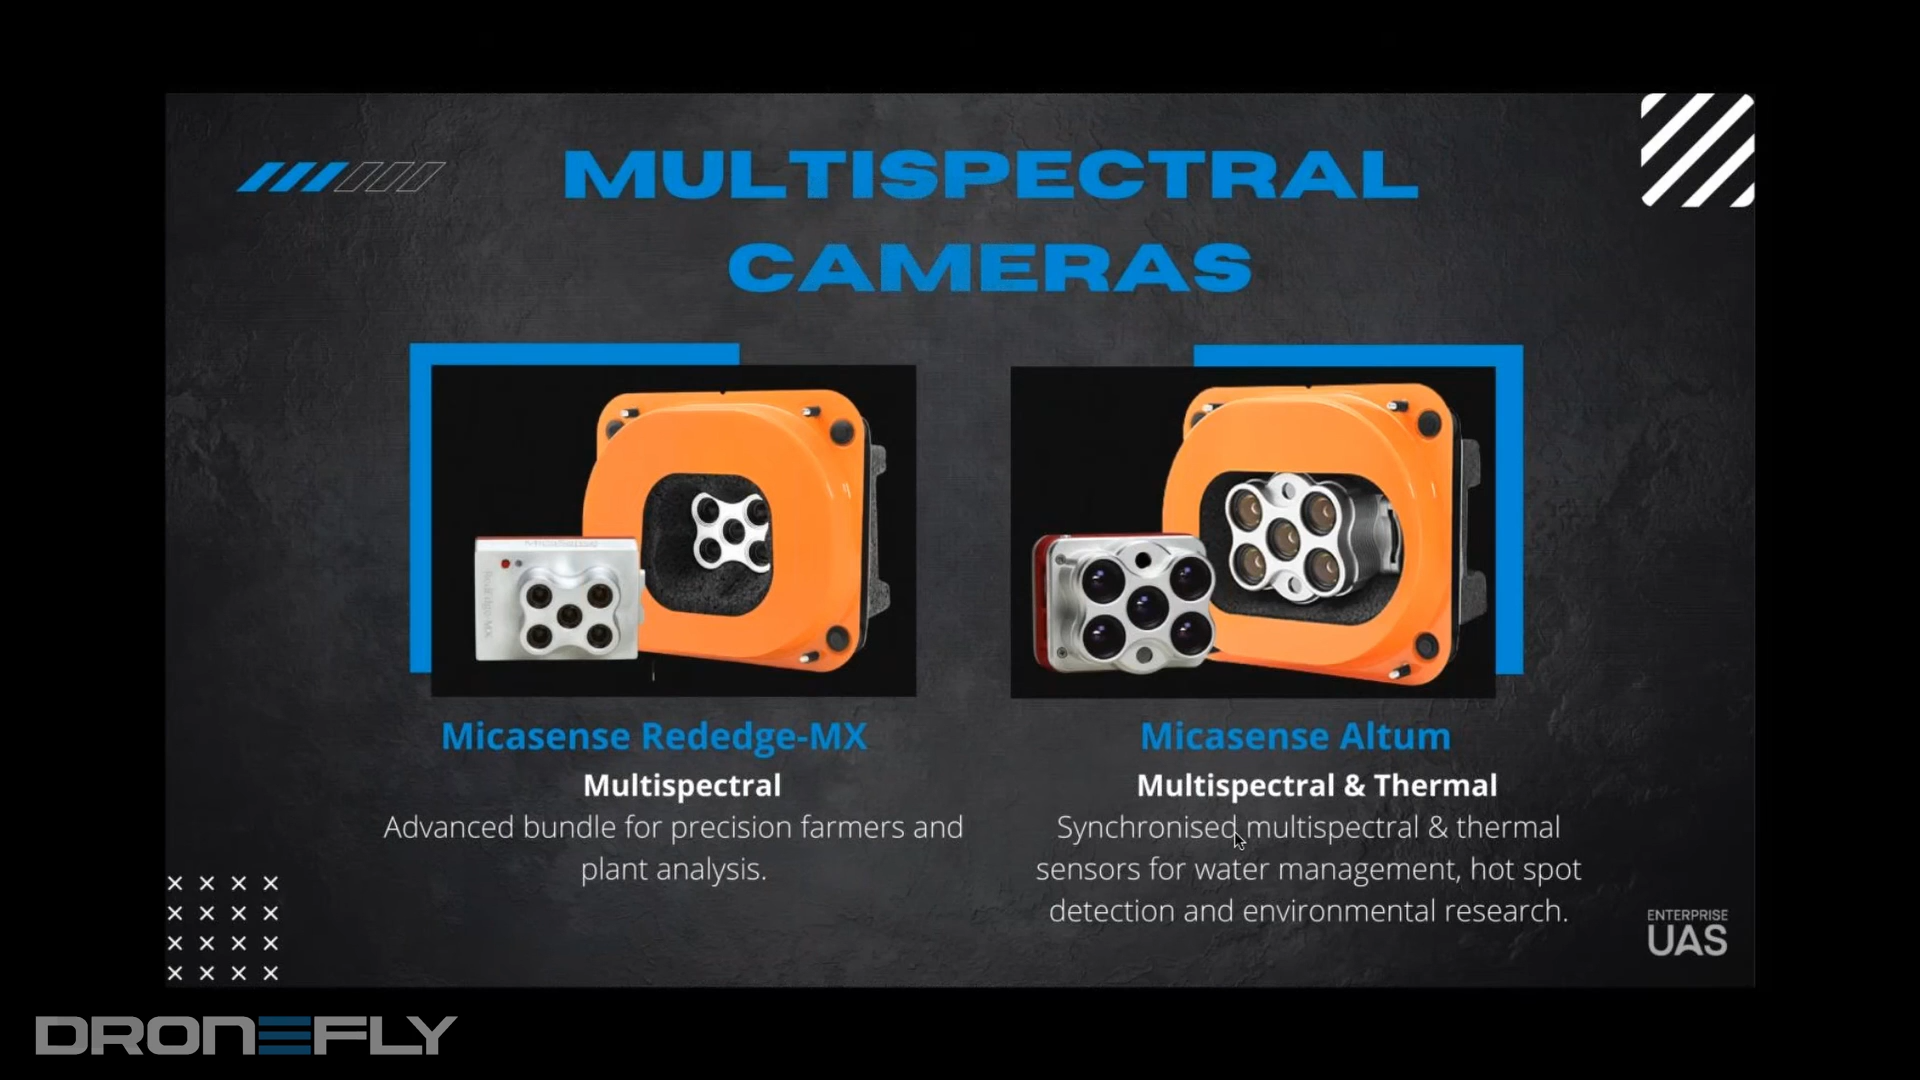 MULTISPECTRAL
CAMERAS
Micasense Rededge-MX
Multispectral
Advanced bundle for precision farmers and
plant analysis.
Micasense Altum
Multispectral & Thermal
Synchronised multispectral & thermal
sensors for water management, hot spot
detection and environmental research.
ENTERPRISE
UAS
DRONEFLY